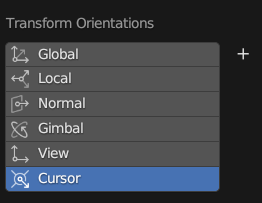 Transform Orientations
Global
Local
Normal
Gimbal
View
Cursor